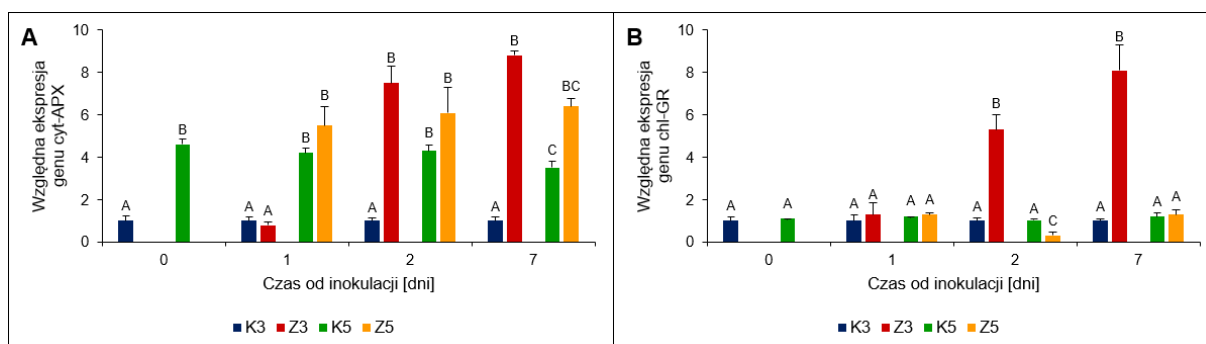 A
Względna ekspresja
genu cyt-APX
10
8
6
4
2
0
A B A A B B A B B B A B C BC
0 1 2 7
Czas od inokulacji [dni]
K3 Z3 K5 Z5
B
Względna ekspresja
genu chl-GR
10
8
6
4
2
0
A A A A A A A B A C A B A A
0 1 2 7
Czas od inokulacji [dni]
K3 Z3 K5 Z5